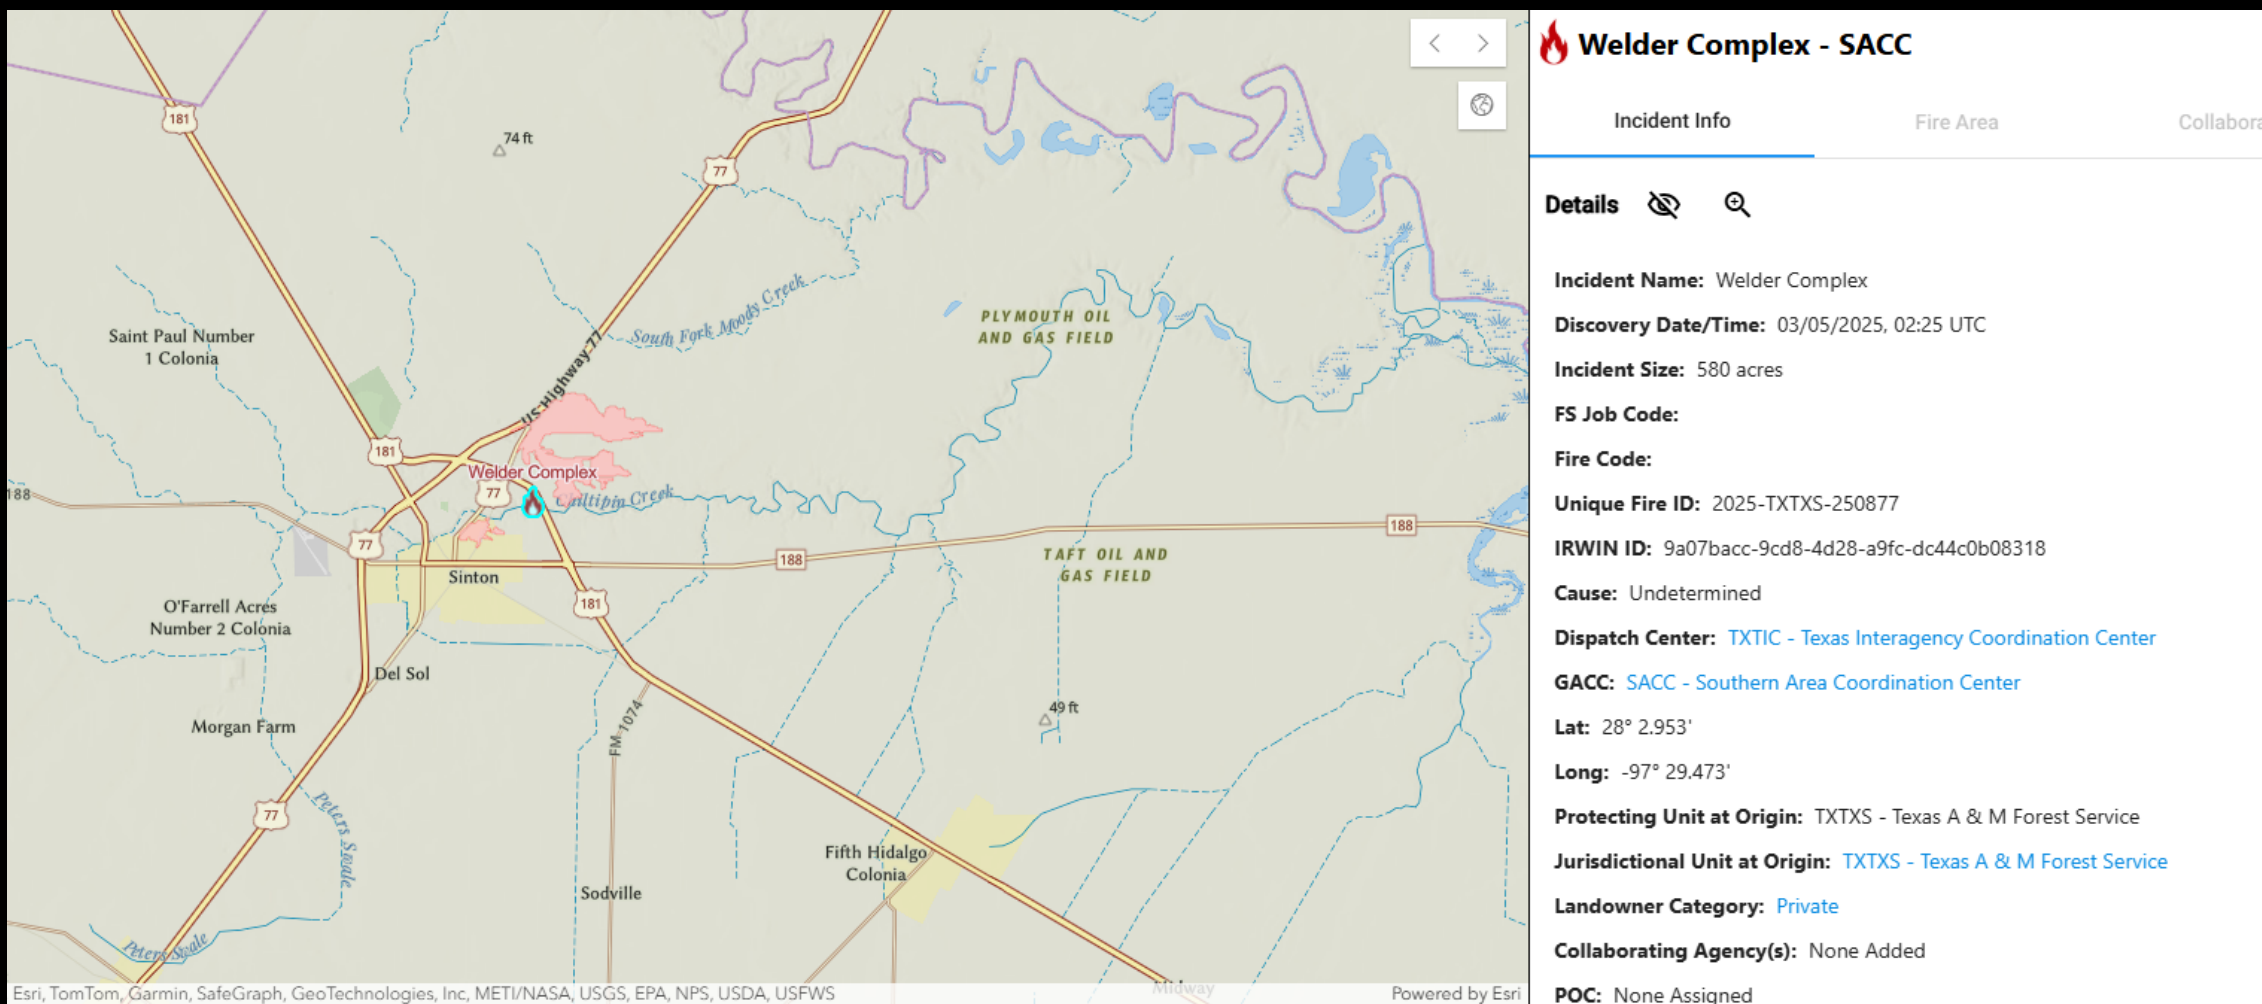 181
74 ft
77
South Fork Moody Creek
Saint Paul Number
1 Colonia
PLYMOUTH OIL
AND GAS FIELD
US Highway 77
181
Welder Complex
188
77
Chiltipin Creek
188
77
188
TAFT OIL AND
GAS FIELD
Sinton
181
O'Farrell Acres
Number 2 Colonia
Del Sol
49 ft
Morgan Farm
FM 1074
77
Peters Swale
Fifth Hidalgo
Colonia
Sodville
Peters Swale
Midway
Esri, TomTom, Garmin, SafeGraph, GeoTechnologies, Inc, METI/NASA, USGS, EPA, NPS, USDA, USFWS
Powered by Esri
Welder Complex - SACC
Incident Info Fire Area Collabora
Details
Incident Name: Welder Complex
Discovery Date/Time: 03/05/2025, 02:25 UTC
Incident Size: 580 acres
FS Job Code:
Fire Code:
Unique Fire ID: 2025-TXTXS-250877
IRWIN ID: 9a07bacc-9cd8-4d28-a9fc-dc44c0b08318
Cause: Undetermined
Dispatch Center: TXTIC - Texas Interagency Coordination Center
GACC: SACC - Southern Area Coordination Center
Lat: 28° 2.953'
Long: -97° 29.473'
Protecting Unit at Origin: TXTXS - Texas A & M Forest Service
Jurisdictional Unit at Origin: TXTXS - Texas A & M Forest Service
Landowner Category: Private
Collaborating Agency(s): None Added
POC: None Assigned